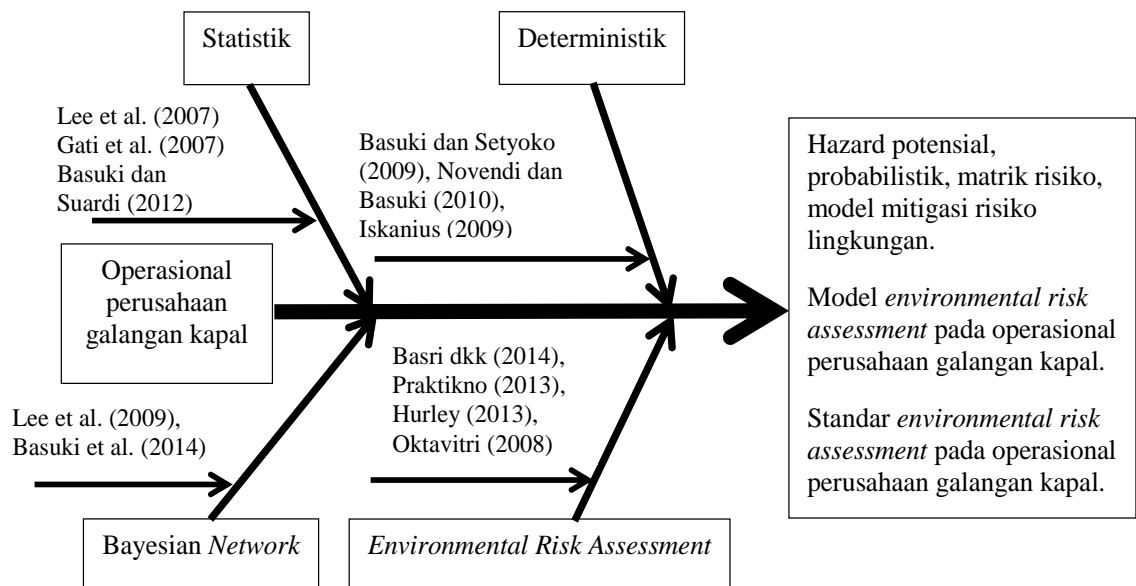 Statistik
Deterministik
Lee et al. (2007)
Gati et al. (2007)
Basuki dan
Suardi (2012)
Basuki dan Setyoko
(2009), Novendi dan
Basuki (2010),
Iskanius (2009)
Operasional
perusahaan
galangan kapal
Hazard potensial,
probabilistik, matrik risiko,
model mitigasi risiko
lingkungan.
Model environmental risk
assessment pada operasional
perusahaan galangan kapal.
Standar environmental risk
assessment pada operasional
perusahaan galangan kapal.
Lee et al. (2009),
Basuki et al. (2014)
Basri dkk (2014),
Praktikno (2013),
Hurley (2013),
Oktavitri (2008)
Bayesian Network
Environmental Risk Assessment